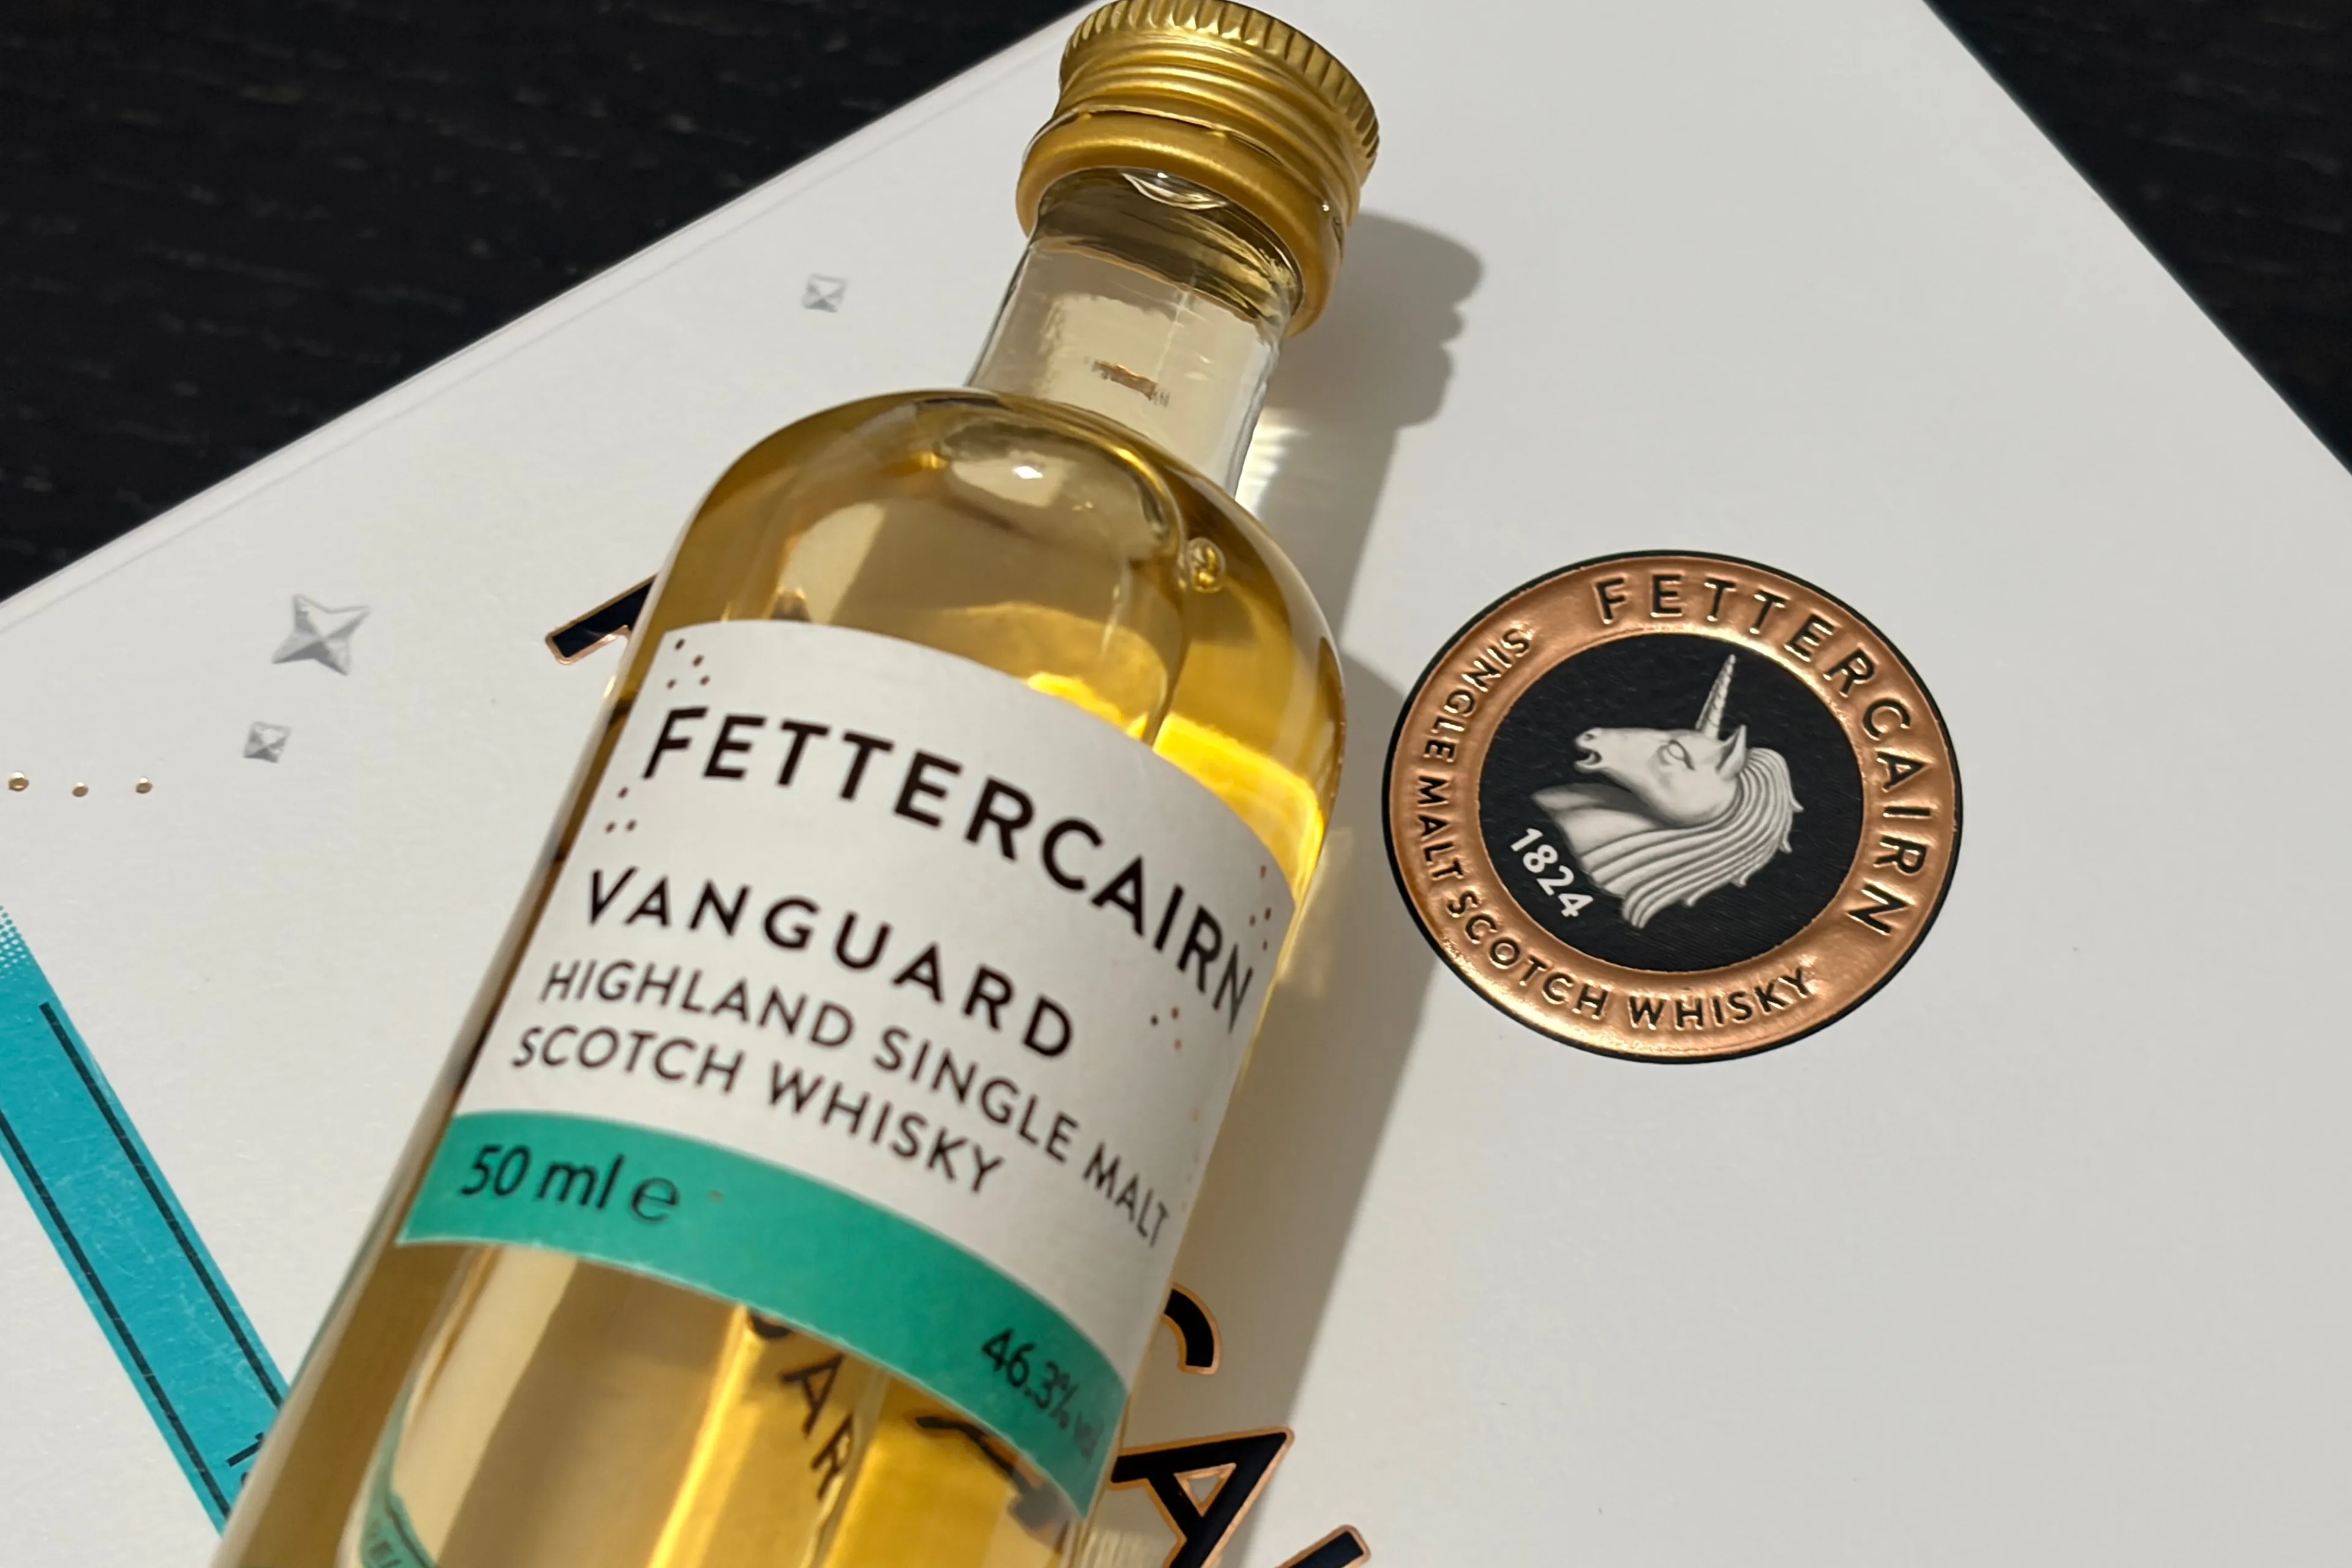 FETTERCAIRN
VANGUARD
HIGHLAND SINGLE MALT
SCOTCH WHISKY
50 ml ℮
46.3% vol
FETTERCAIRN
SINGLE MALT SCOTCH WHISKY
1824